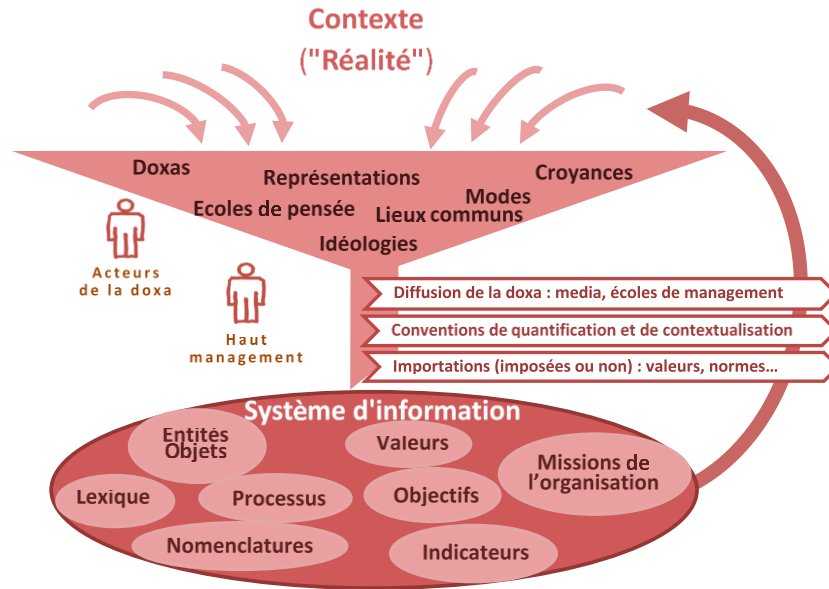 Contexte
("Réalité")
Doxas
Représentations
Croyances
Modes
Ecoles de pensée
Lieux communs
Idéologies
Acteurs
de la doxa
Haut
management
Diffusion de la doxa : media, écoles de management
Conventions de quantification et de contextualisation
Importations (imposées ou non) : valeurs, normes…
Système d'information
Entités
Objets
Valeurs
Missions de
l’organisation
Lexique
Processus
Objectifs
Nomenclatures
Indicateurs